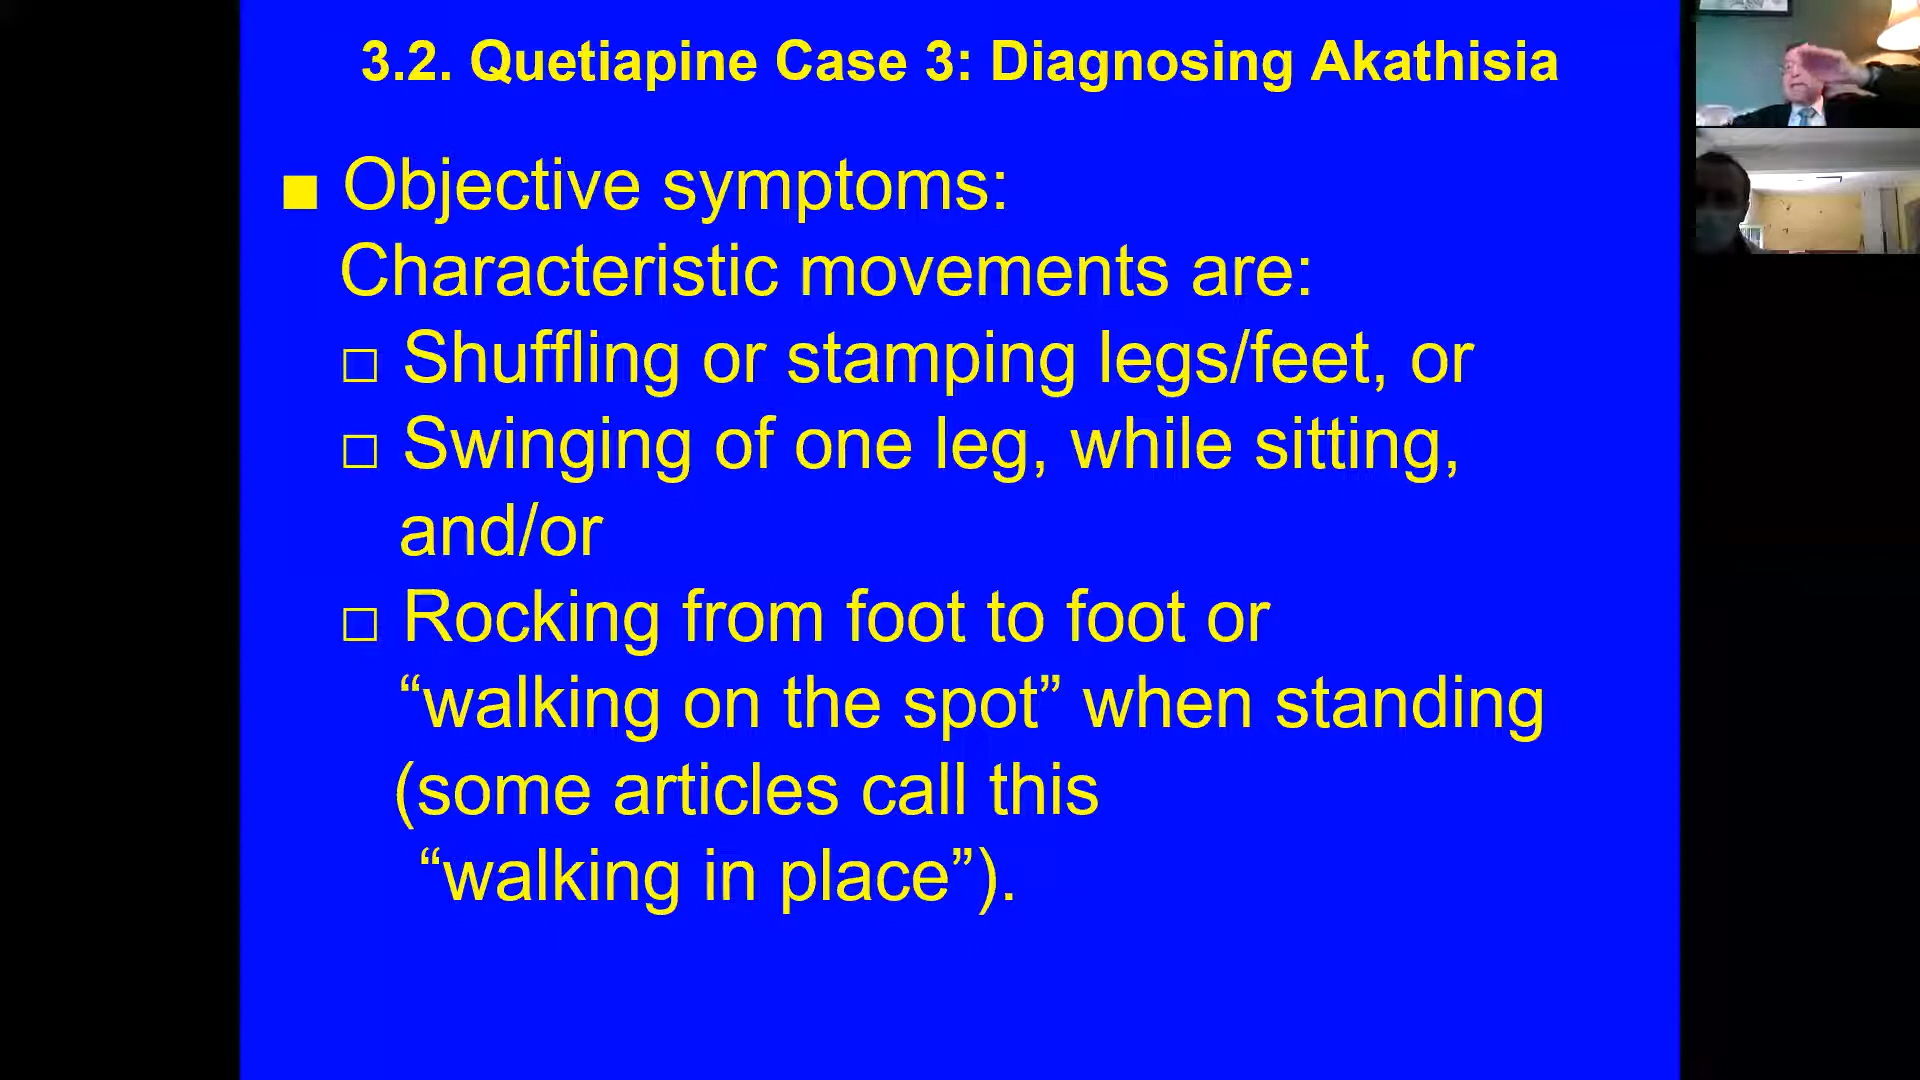 3.2. Quetiapine Case 3: Diagnosing Akathisia
■ Objective symptoms:
Characteristic movements are:
□ Shuffling or stamping legs/feet, or
□ Swinging of one leg, while sitting,
and/or
□ Rocking from foot to foot or
“walking on the spot” when standing
(some articles call this
“walking in place”).